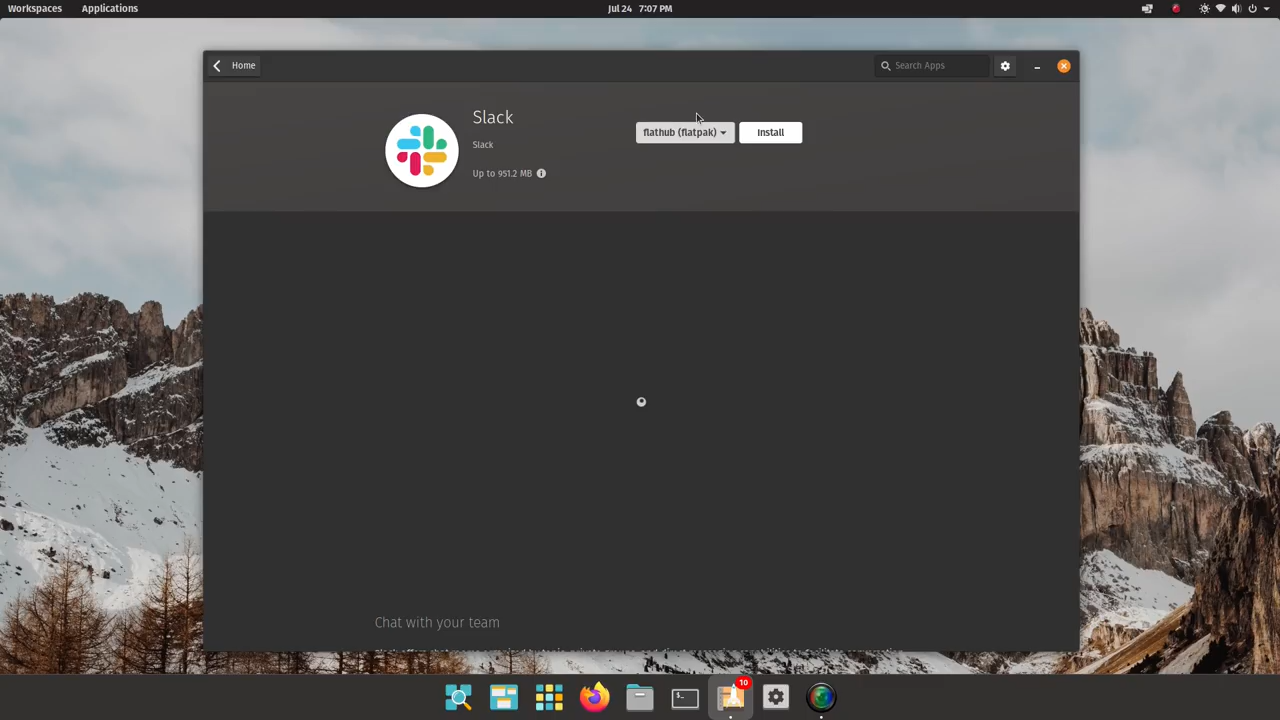 Workspaces Applications Jul 24 7:07 PM
Home
Search Apps
Slack
Slack
Up to 951.2 MB
flathub (flatpak)
Install
Chat with your team
10